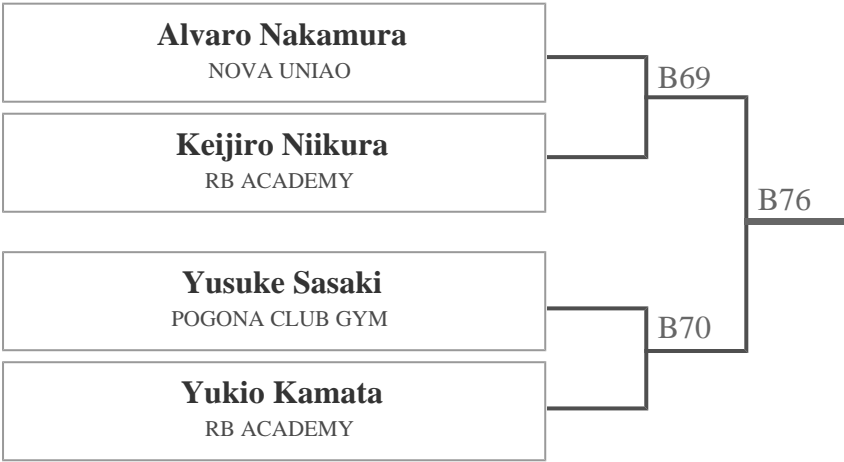 Alvaro Nakamura
NOVA UNIAO
B69
Keijiro Niikura
RB ACADEMY
B76
Yusuke Sasaki
POGONA CLUB GYM
B70
Yukio Kamata
RB ACADEMY